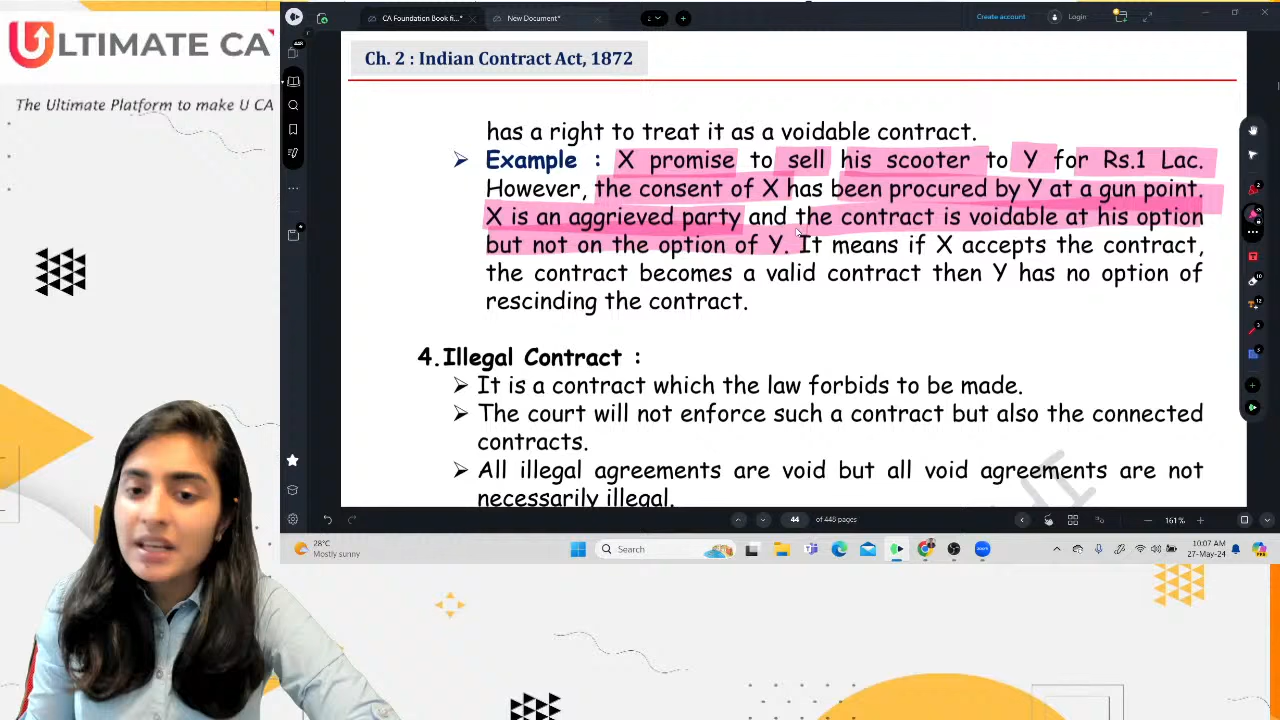 ULTIMATE CA
The Ultimate Platform to make U CA
CA Foundation Book fi...*
New Document*
2
Create account
Login
448
Ch. 2 : Indian Contract Act, 1872
has a right to treat it as a voidable contract.
➢ Example : X promise to sell his scooter to Y for Rs.1 Lac.
However, the consent of X has been procured by Y at a gun point.
X is an aggrieved party and the contract is voidable at his option
but not on the option of Y. It means if X accepts the contract,
the contract becomes a valid contract then Y has no option of
rescinding the contract.
4. Illegal Contract :
➢ It is a contract which the law forbids to be made.
➢ The court will not enforce such a contract but also the connected
contracts.
➢ All illegal agreements are void but all void agreements are not
necessarily illegal.
44 of 448 pages
161%
28°C
Mostly sunny
Search
10:07 AM
27-May-24